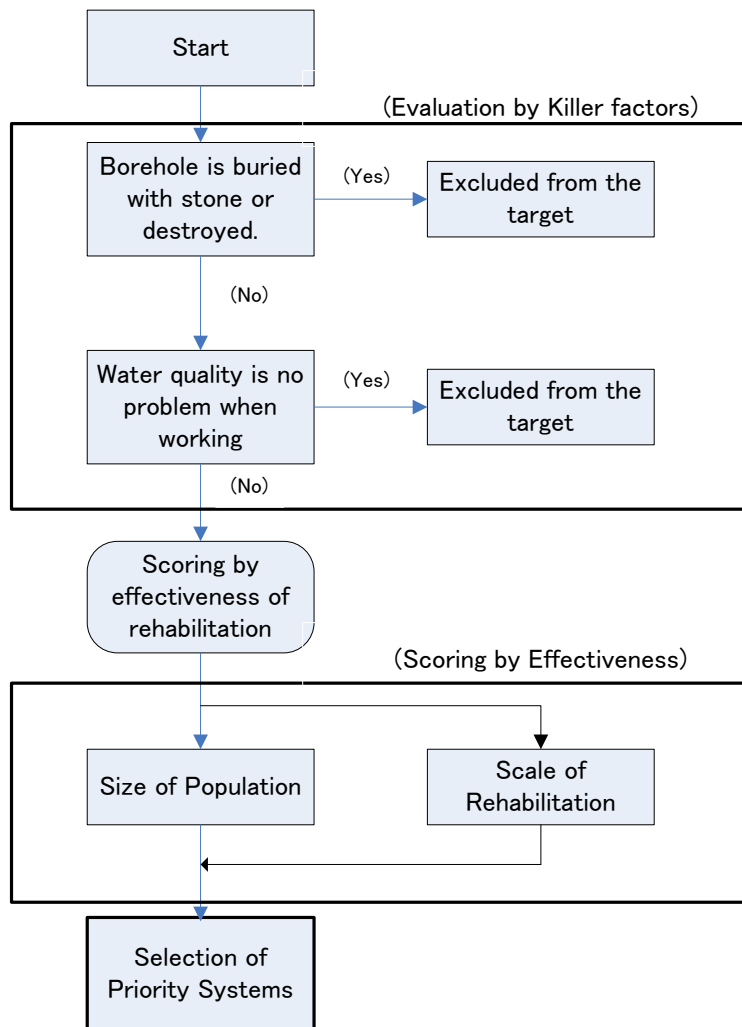 Start
(Evaluation by Killer factors)
Borehole is buried
with stone or
destroyed.
(Yes)
Excluded from the
target
(No)
Water quality is no
problem when
working
(Yes)
Excluded from the
target
(No)
Scoring by
effectiveness of
rehabilitation
(Scoring by Effectiveness)
Size of Population
Scale of
Rehabilitation
Selection of
Priority Systems